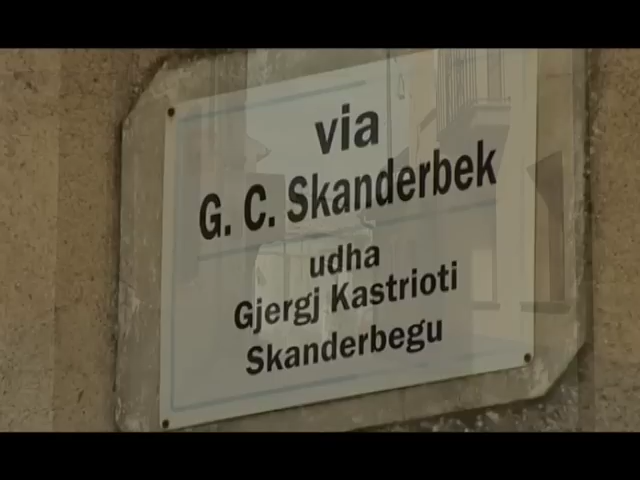 via
G. C. Skanderbek
udha
Gjergj Kastrioti
Skanderbegu